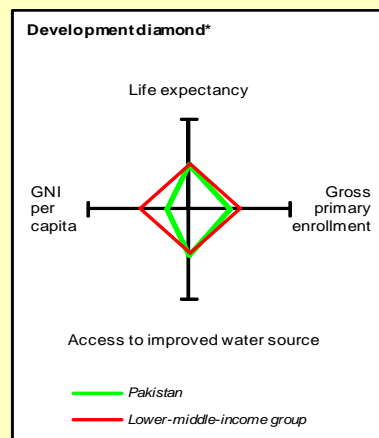 Development diamond*
Life expectancy
GNI
per
capita
Gross
primary
enrollment
Access to improved water source
Pakistan
Lower-middle-income group